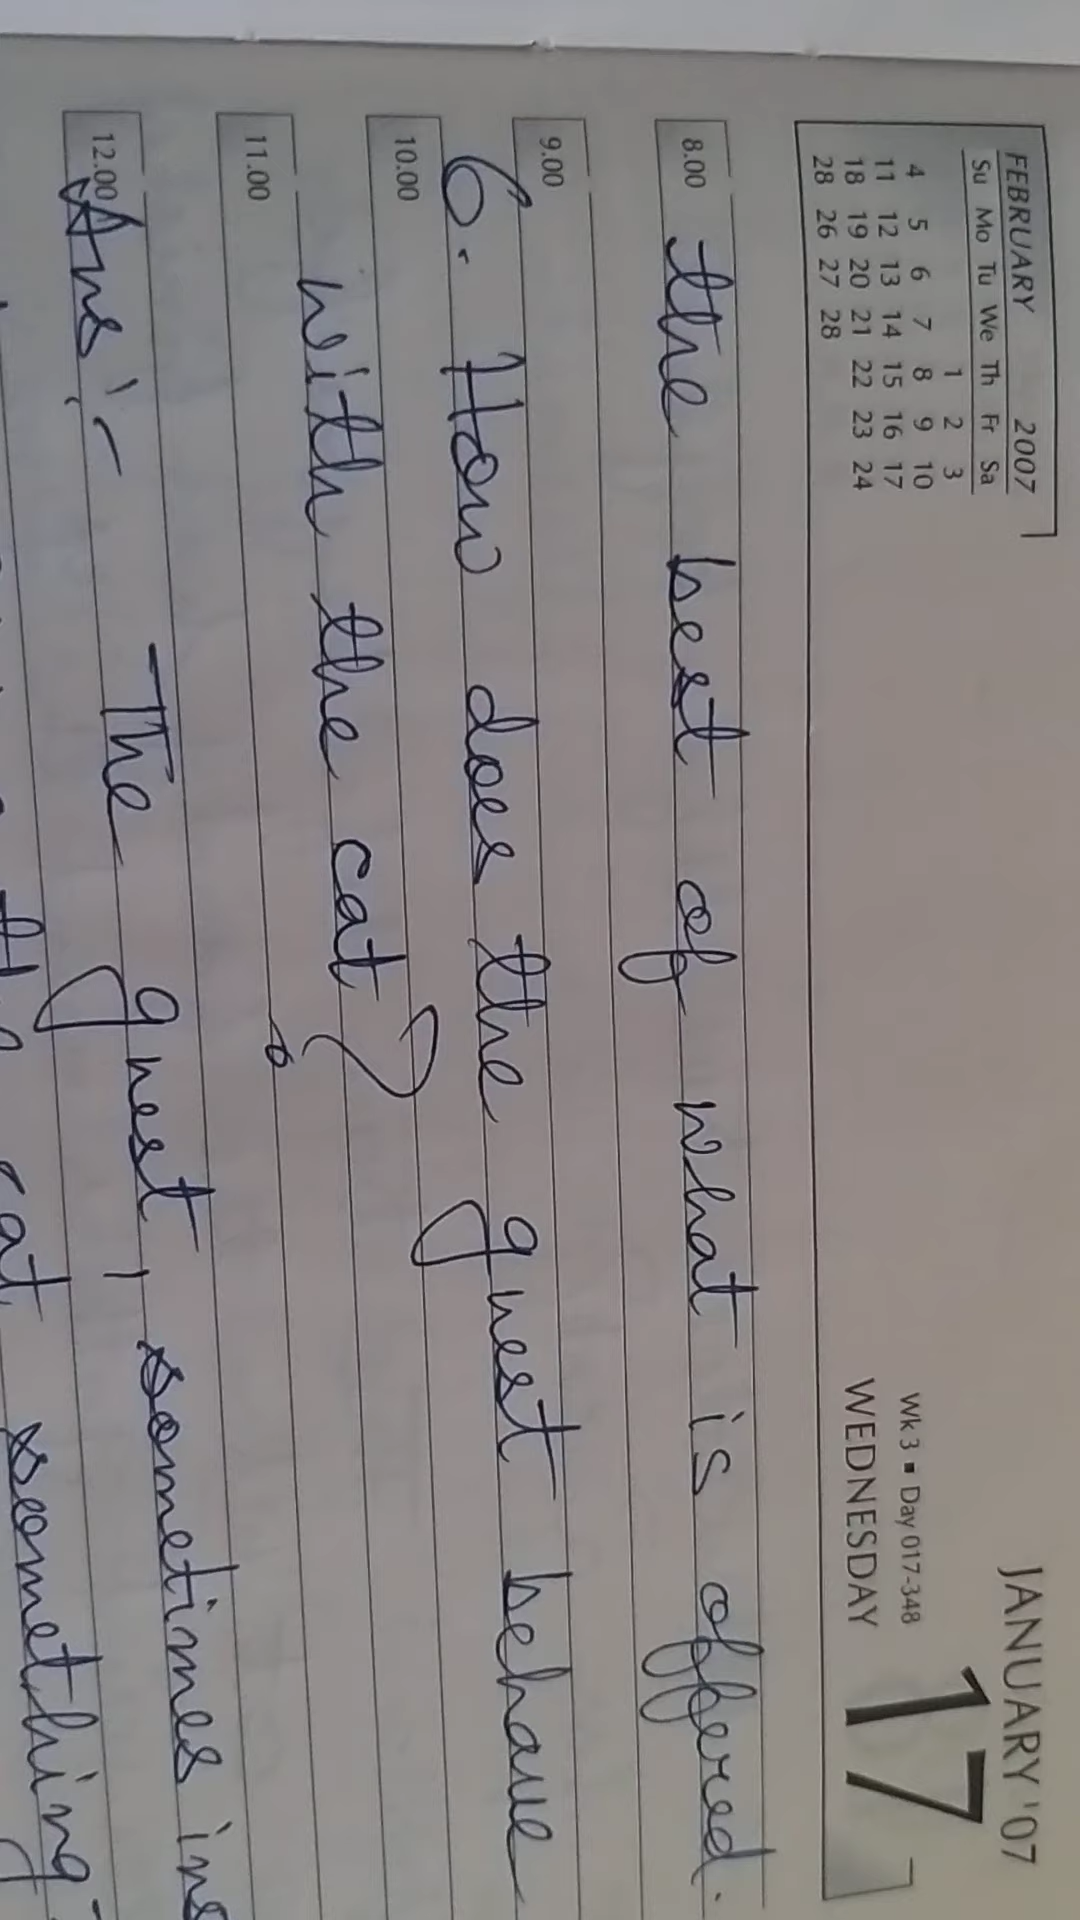 JANUARY '07
FEBRUARY 2007
Su Mo Tu We Th Fr Sa
1 2 3
4 5 6 7 8 9 10
11 12 13 14 15 16 17
18 19 20 21 22 23 24
28 26 27 28
Wk 3 ▪ Day 017-348
WEDNESDAY
17
8.00 the best of what is offered.
9.00
6. How does the guest behave
10.00
with the cat?
11.00
12.00
Ans:- The guest, sometimes
cat something